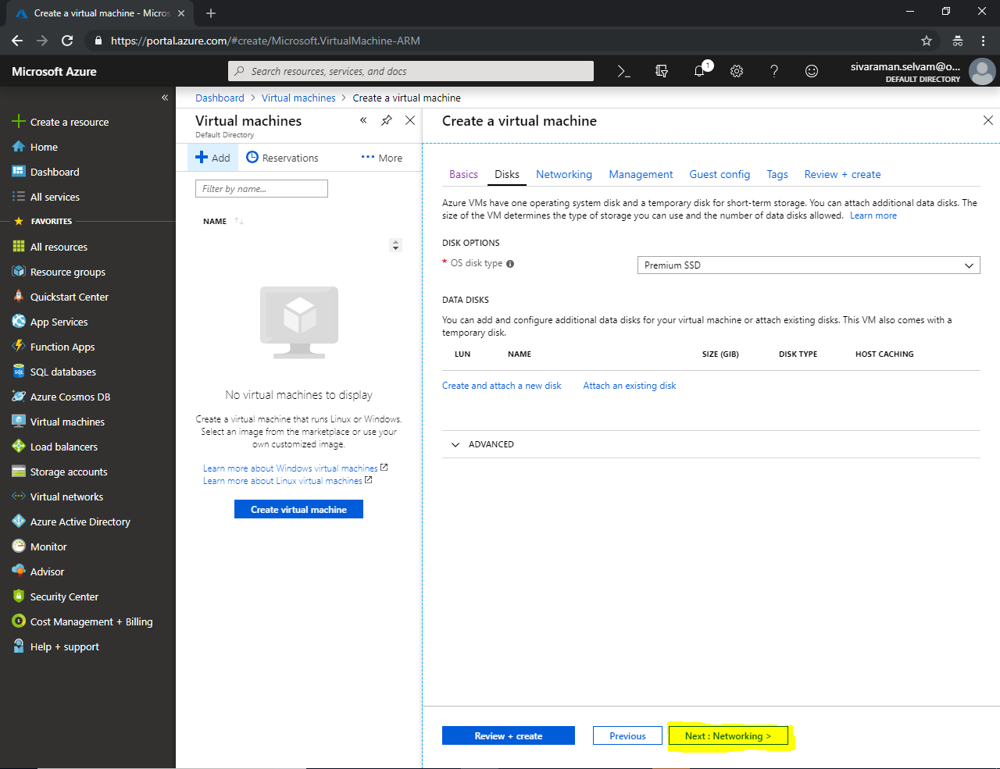 Create a virtual machine - Micros
https://portal.azure.com/#create/Microsoft.VirtualMachine-ARM
Microsoft Azure
Search resources, services, and docs
1
sivaraman.selvam@o...
DEFAULT DIRECTORY
Create a resource
Home
Dashboard
All services
FAVORITES
All resources
Resource groups
Quickstart Center
App Services
Function Apps
SQL databases
Azure Cosmos DB
Virtual machines
Load balancers
Storage accounts
Virtual networks
Azure Active Directory
Monitor
Advisor
Security Center
Cost Management + Billing
Help + support
Dashboard > Virtual machines > Create a virtual machine
Virtual machines
Default Directory
Add
Reservations
More
Filter by name...
NAME
No virtual machines to display
Create a virtual machine that runs Linux or Windows.
Select an image from the marketplace or use your
own customized image.
Learn more about Windows virtual machines
Learn more about Linux virtual machines
Create virtual machine
Create a virtual machine
Basics Disks Networking Management Guest config Tags Review + create
Azure VMs have one operating system disk and a temporary disk for short-term storage. You can attach additional data disks. The
size of the VM determines the type of storage you can use and the number of data disks allowed. Learn more
DISK OPTIONS
* OS disk type
Premium SSD
DATA DISKS
You can add and configure additional data disks for your virtual machine or attach existing disks. This VM also comes with a
temporary disk.
LUN NAME SIZE (GIB) DISK TYPE HOST CACHING
Create and attach a new disk Attach an existing disk
ADVANCED
Review + create
Previous
Next : Networking >